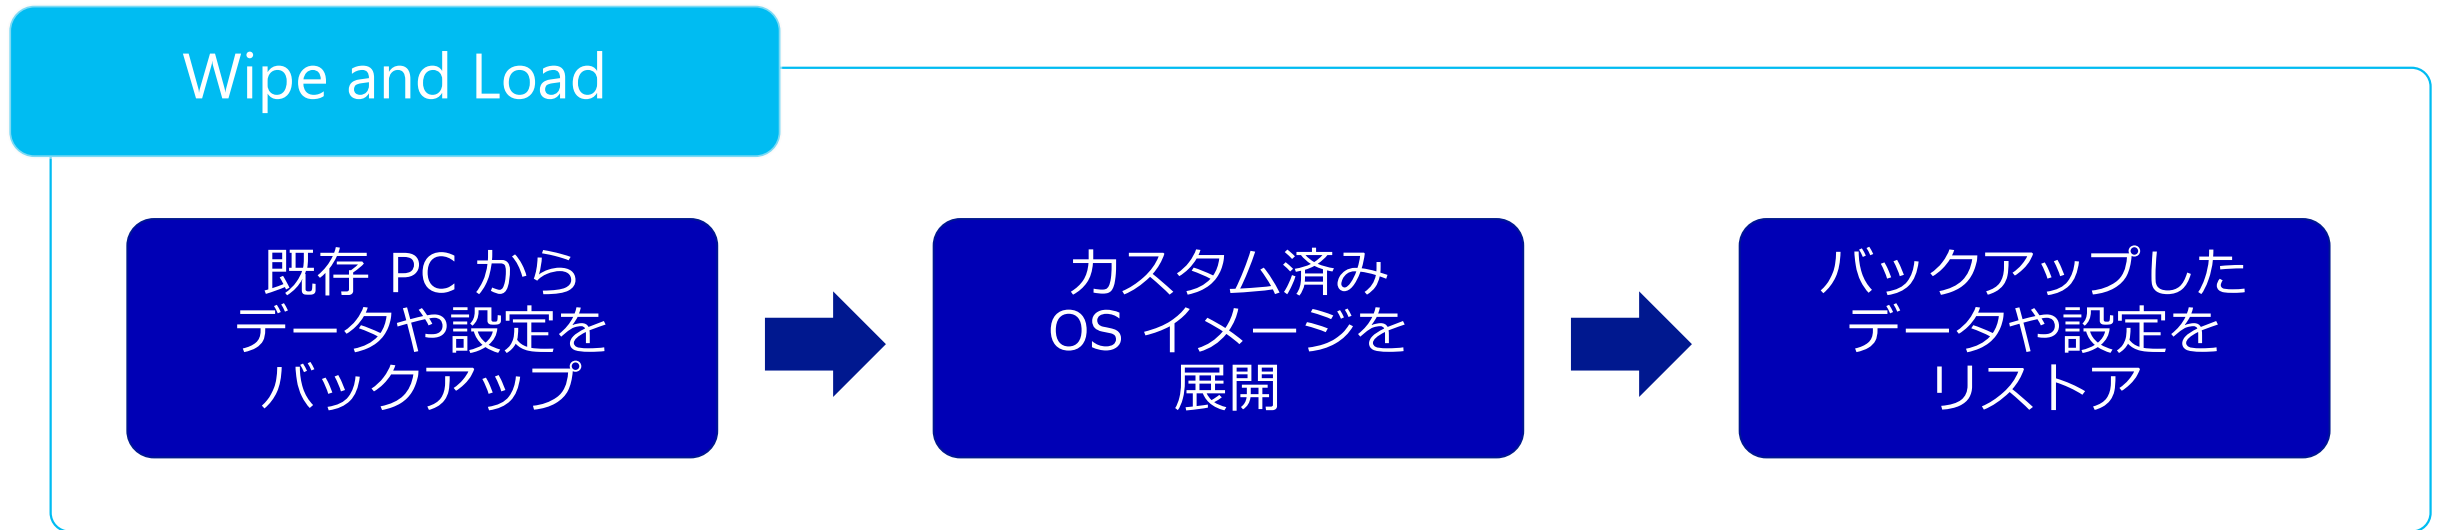 Wipe and Load
既存 PC から
データや設定を
バックアップ
カスタム済み
OS イメージを
展開
バックアップした
データや設定を
リストア